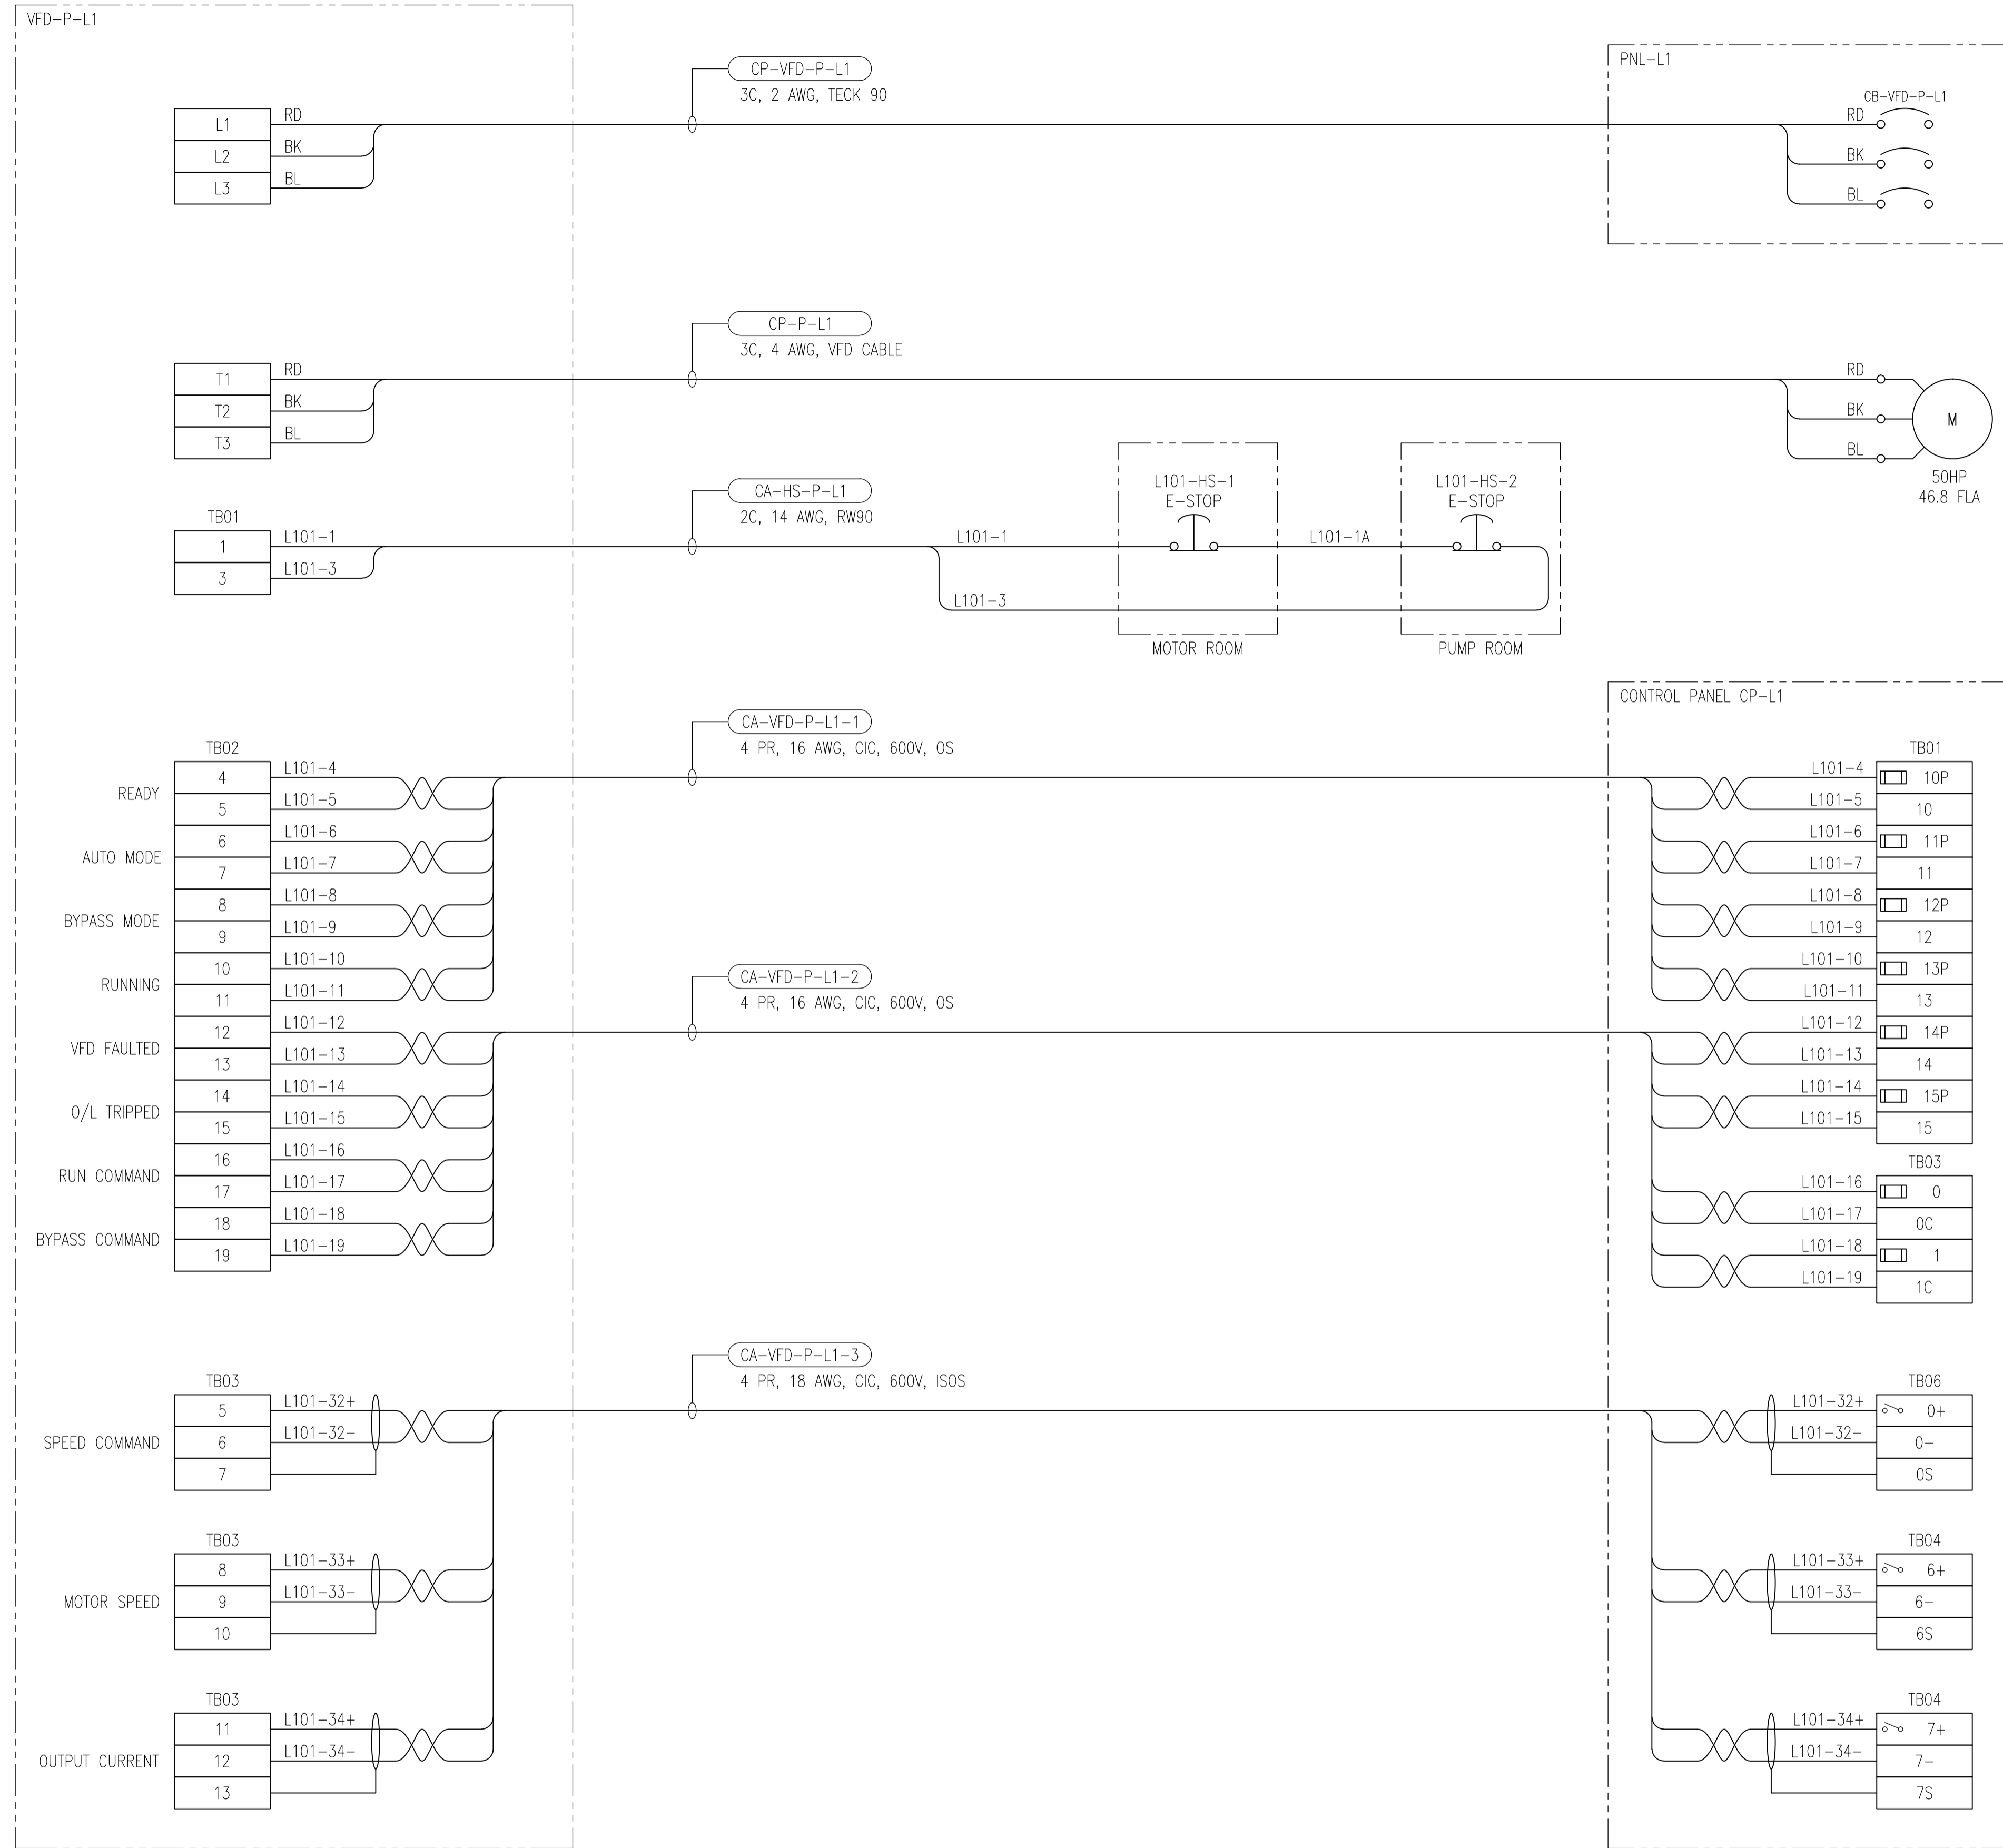 VFD-P-L1
CP-VFD-P-L1
3C, 2 AWG, TECK 90
PNL-L1
CB-VFD-P-L1
L1 RD RD
L2 BK BK
L3 BL BL
CP-P-L1
3C, 4 AWG, VFD CABLE
T1 RD RD
T2 BK BK M
T3 BL BL
50HP
46.8 FLA
CA-HS-P-L1
2C, 14 AWG, RW90
L101-HS-1
E-STOP
L101-HS-2
E-STOP
TB01
1 L101-1 L101-1 L101-1A
3 L101-3
L101-3
MOTOR ROOM
PUMP ROOM
CONTROL PANEL CP-L1
CA-VFD-P-L1-1
4 PR, 16 AWG, CIC, 600V, OS
TB02
TB01
READY
4 L101-4 L101-4 10P
5 L101-5 L101-5 10
AUTO MODE
6 L101-6 L101-6 11P
7 L101-7 L101-7 11
BYPASS MODE
8 L101-8 L101-8 12P
9 L101-9 L101-9 12
RUNNING
10 L101-10 L101-10 13P
11 L101-11 L101-11 13
CA-VFD-P-L1-2
4 PR, 16 AWG, CIC, 600V, OS
VFD FAULTED
12 L101-12 L101-12 14P
13 L101-13 L101-13 14
O/L TRIPPED
14 L101-14 L101-14 15P
15 L101-15 L101-15 15
TB03
RUN COMMAND
16 L101-16 L101-16 0
17 L101-17 L101-17 0C
BYPASS COMMAND
18 L101-18 L101-18 1
19 L101-19 L101-19 1C
CA-VFD-P-L1-3
4 PR, 18 AWG, CIC, 600V, ISOS
TB03
TB06
SPEED COMMAND
5 L101-32+ L101-32+ 0+
6 L101-32- L101-32- 0-
7 0S
TB03
TB04
MOTOR SPEED
8 L101-33+ L101-33+ 6+
9 L101-33- L101-33- 6-
10 6S
TB03
TB04
OUTPUT CURRENT
11 L101-34+ L101-34+ 7+
12 L101-34- L101-34- 7-
13 7S